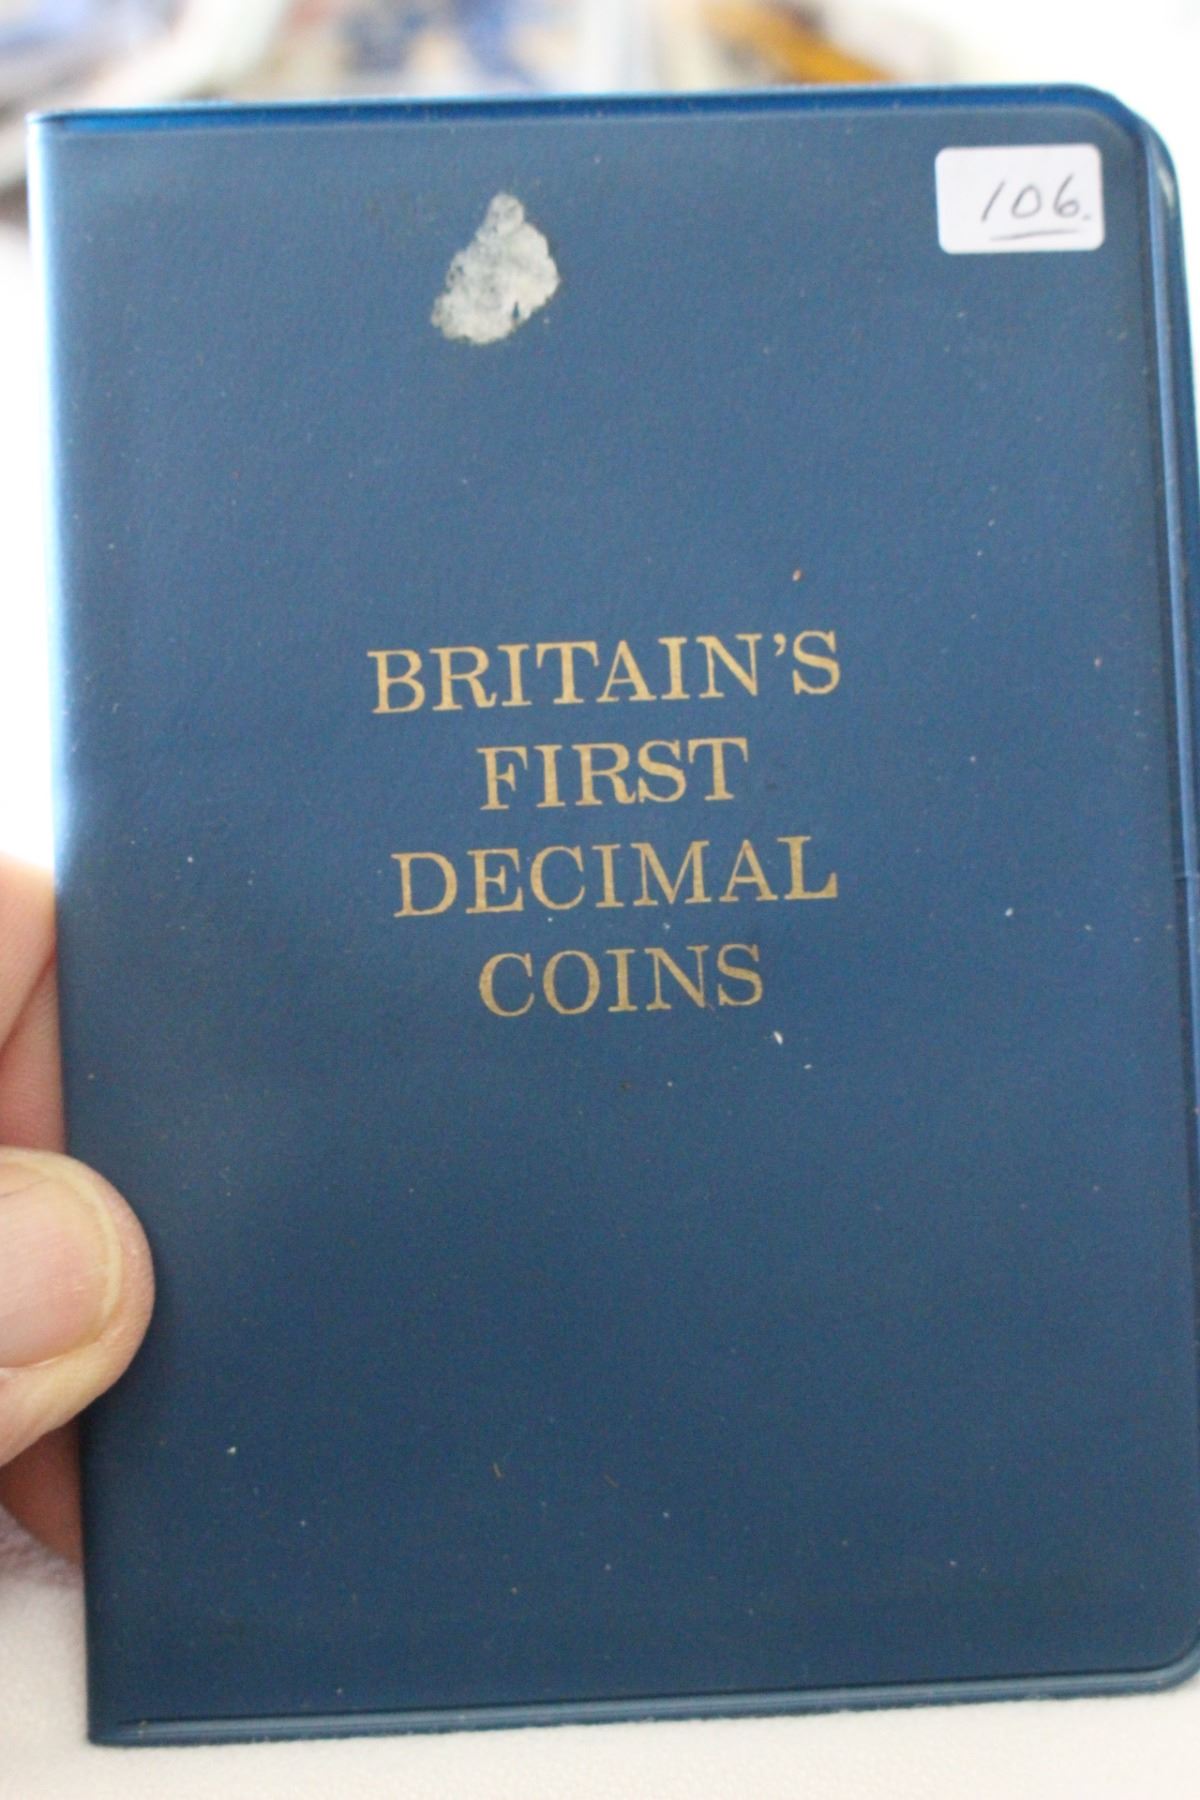 106.
BRITAIN'S
FIRST
DECIMAL
COINS